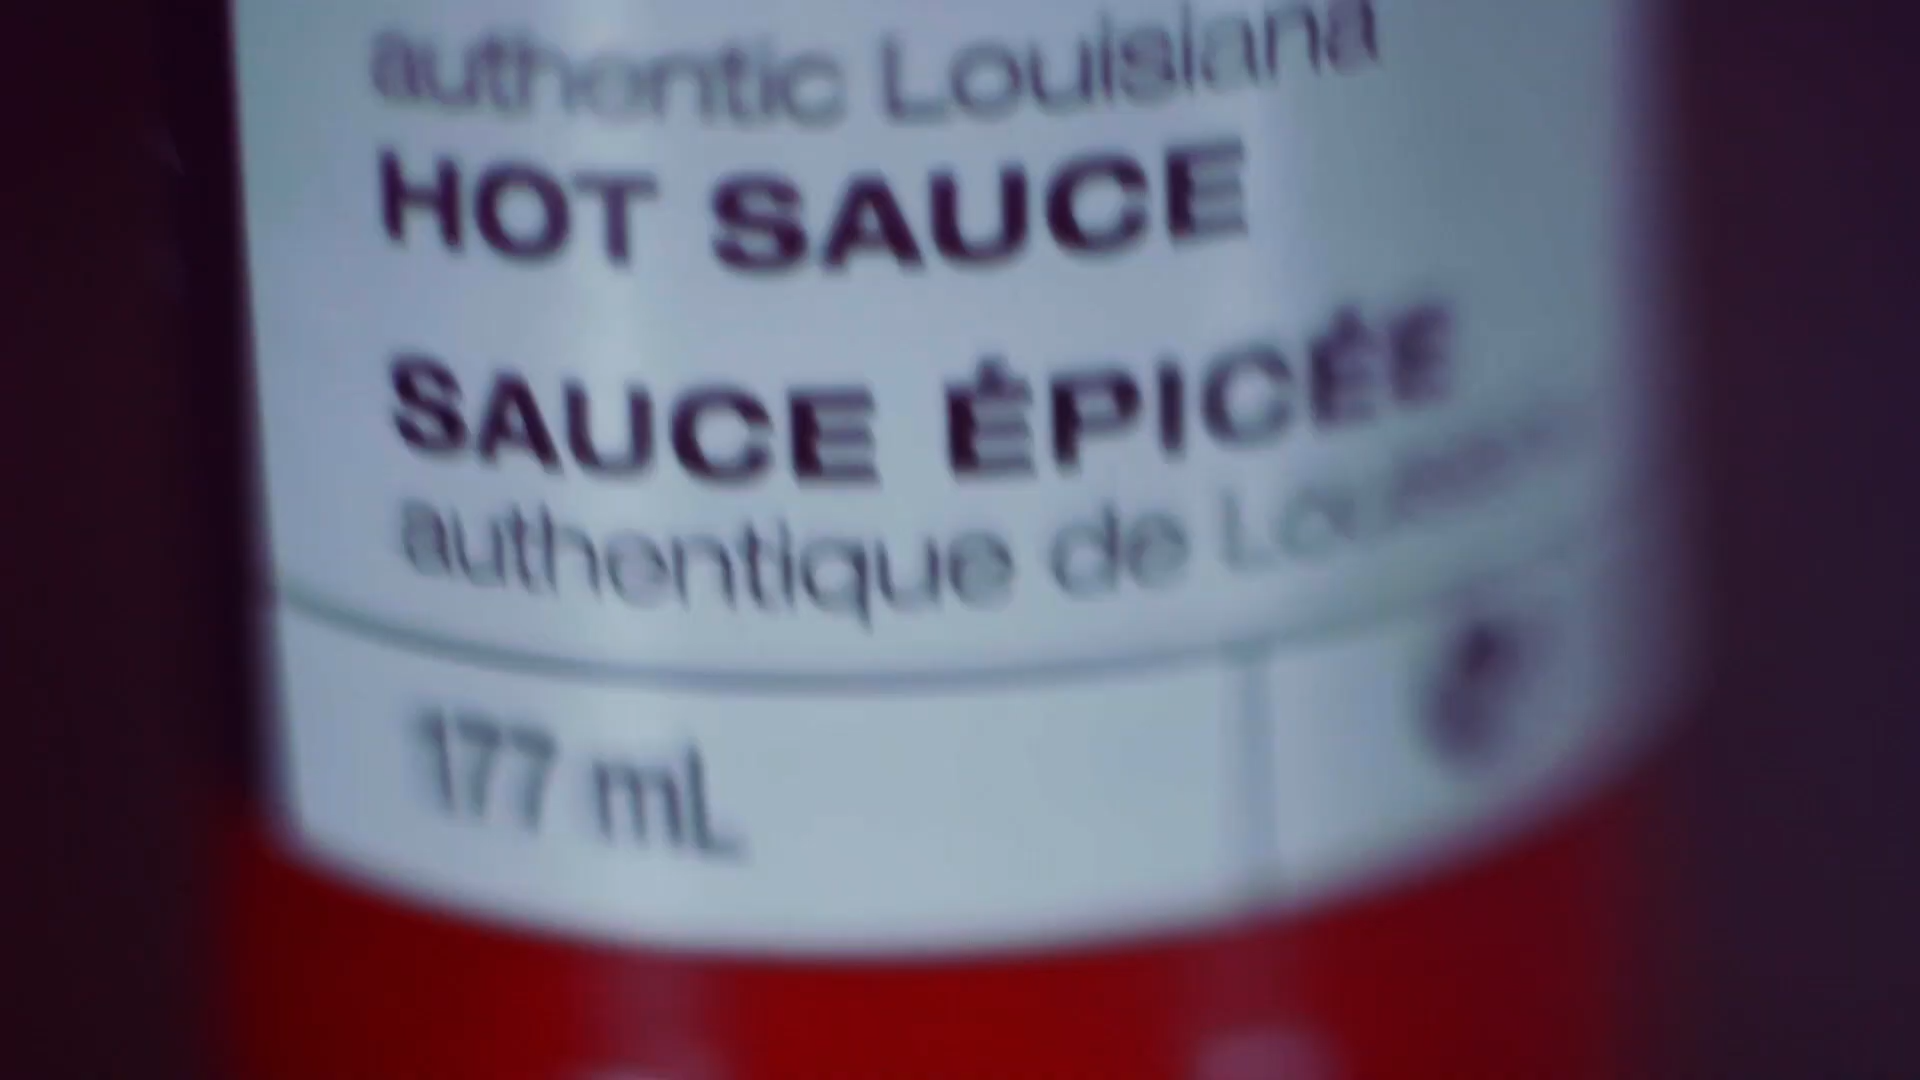 authentic Louisiana
HOT SAUCE
SAUCE ÉPICÉE
authentique de
177 mL